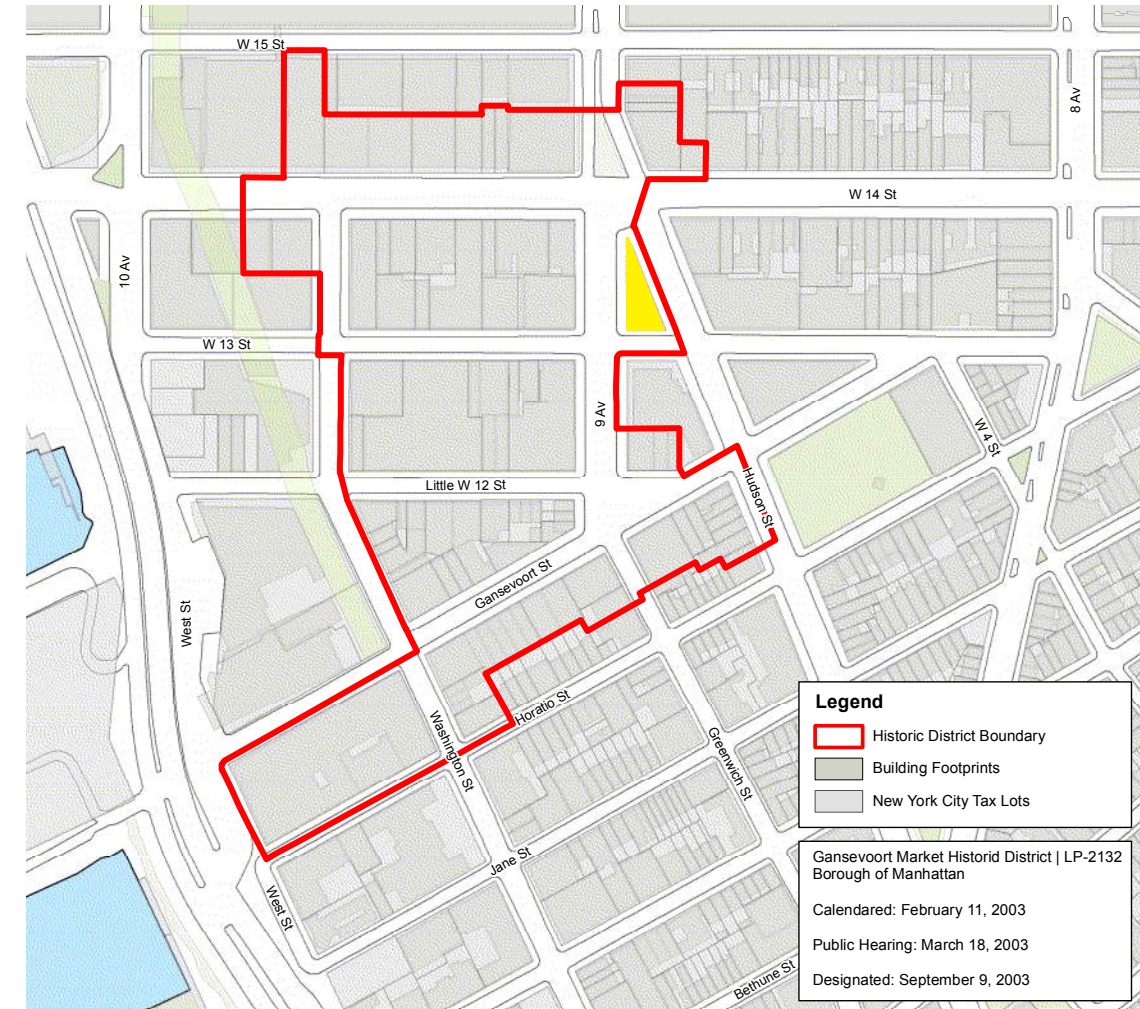 W 15 St
8 Av
W 14 St
10 Av
W 13 St
9 Av
W 4 St
Little W 12 St
Hudson St
Gansevoort St
West St
Horatio St
Washington St
Greenwich St
Jane St
West St
Bethune St
Legend
Historic District Boundary
Building Footprints
New York City Tax Lots
Gansevoort Market Historid District | LP-2132
Borough of Manhattan
Calendared: February 11, 2003
Public Hearing: March 18, 2003
Designated: September 9, 2003